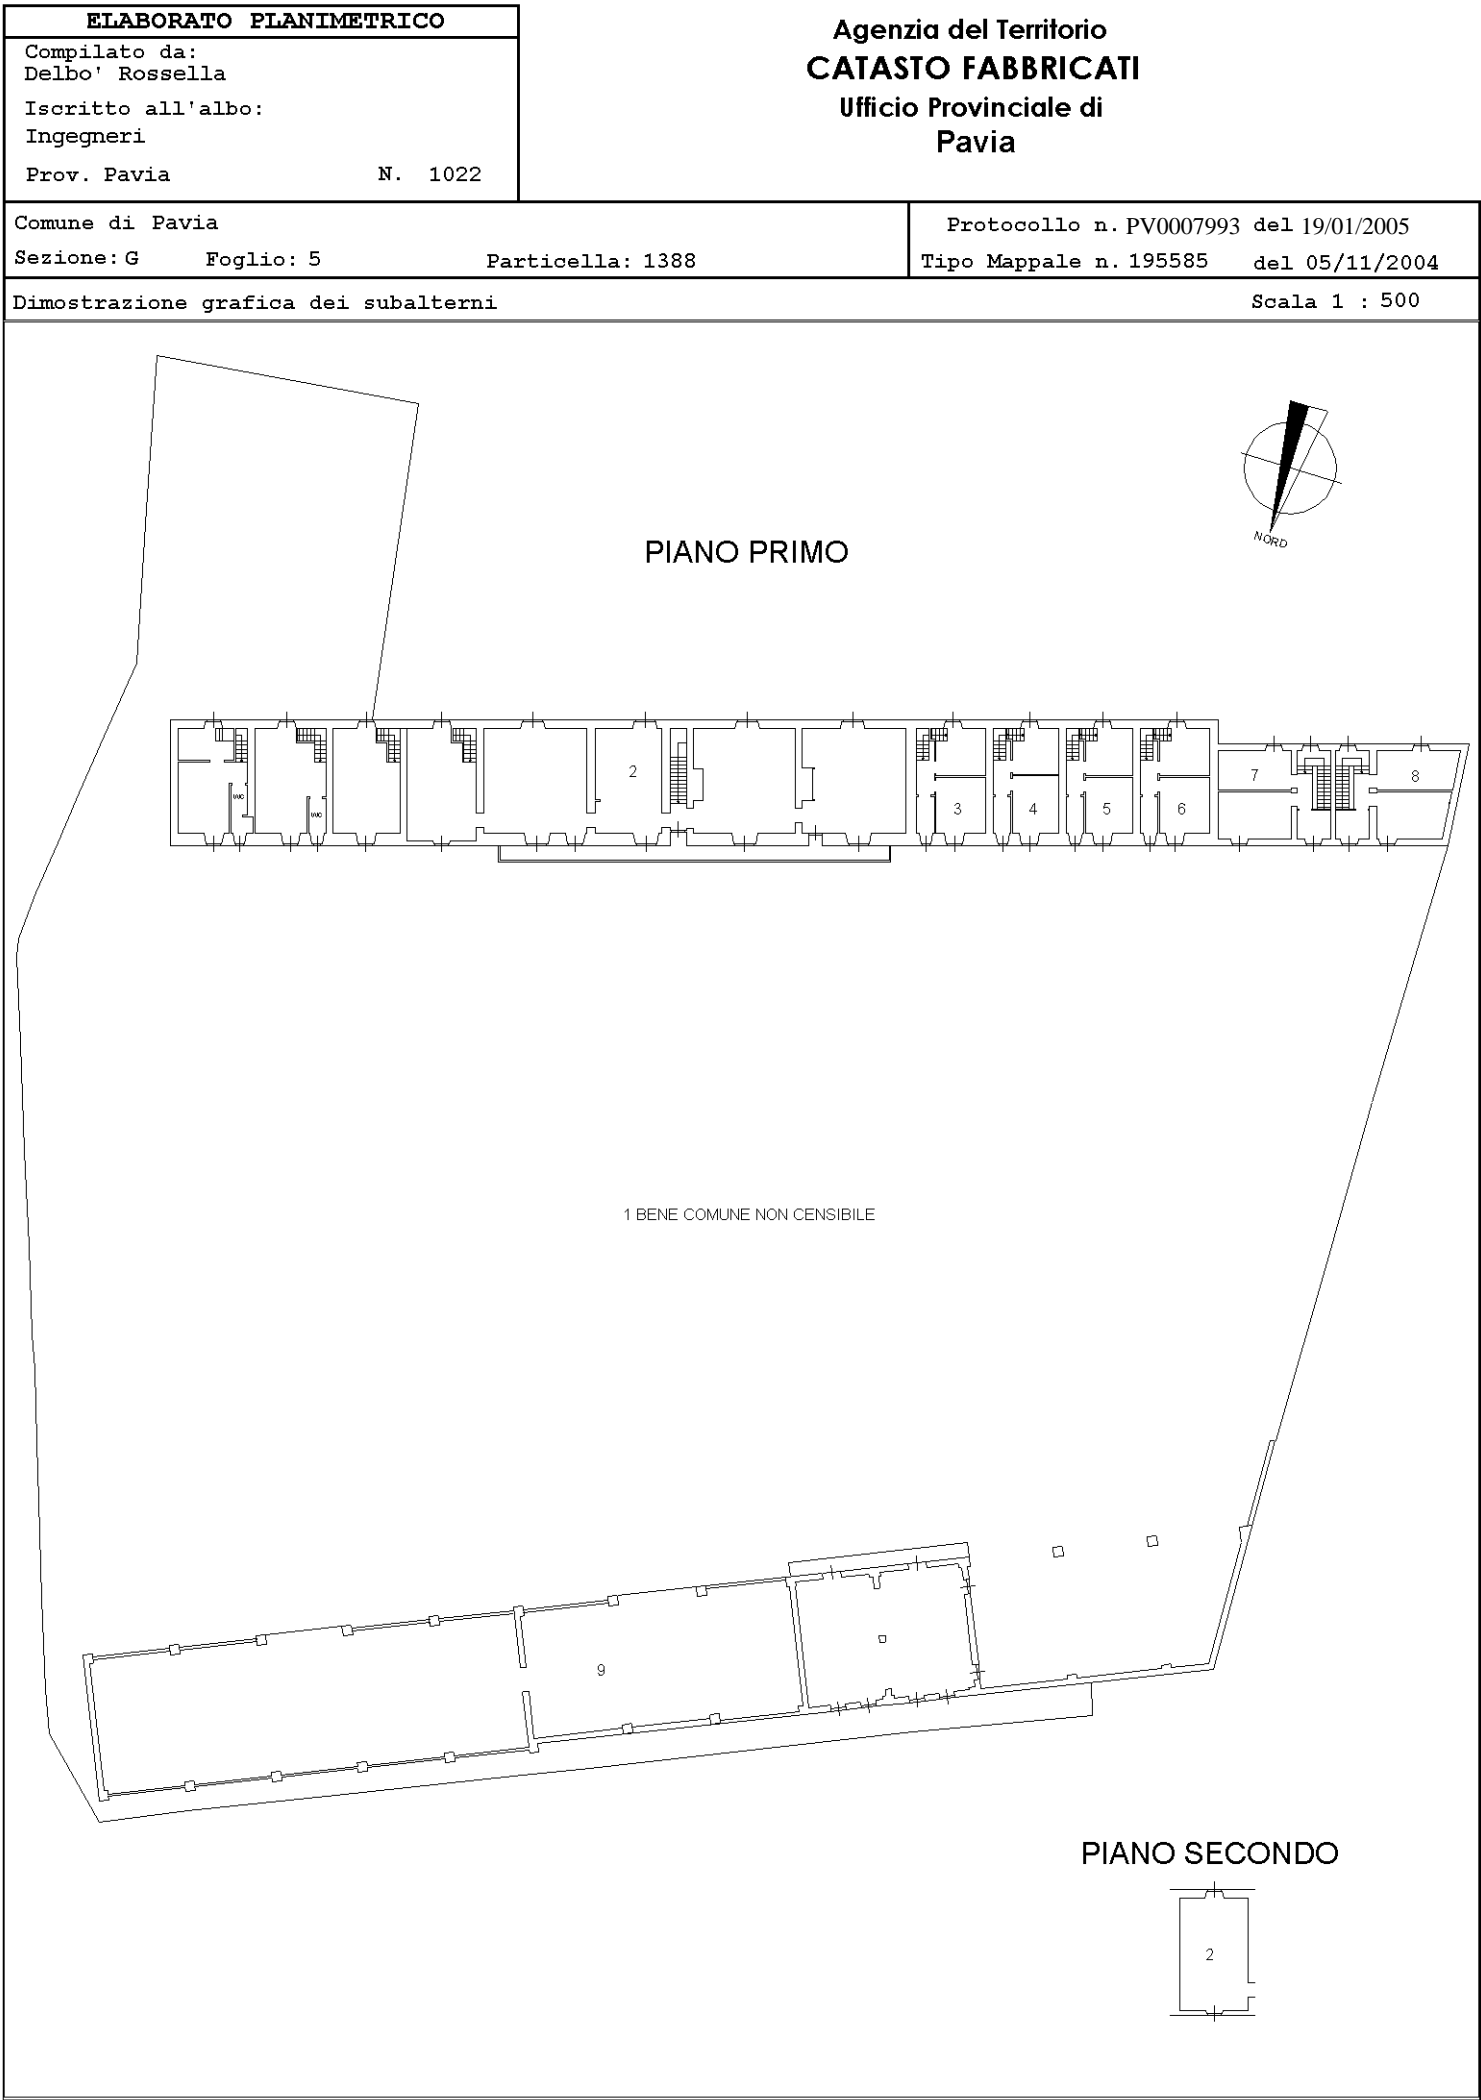 ELABORATO PLANIMETRICO
Compilato da:
Delbo' Rossella
Iscritto all'albo:
Ingegneri
Prov. Pavia N. 1022
Agenzia del Territorio
CATASTO FABBRICATI
Ufficio Provinciale di
Pavia
Comune di Pavia
Sezione: G Foglio: 5 Particella: 1388
Protocollo n. PV0007993 del 19/01/2005
Tipo Mappale n. 195585 del 05/11/2004
Dimostrazione grafica dei subalterni Scala 1 : 500
NORD
PIANO PRIMO
2
7
8
WC
WC
3
4
5
6
1 BENE COMUNE NON CENSIBILE
9
PIANO SECONDO
2